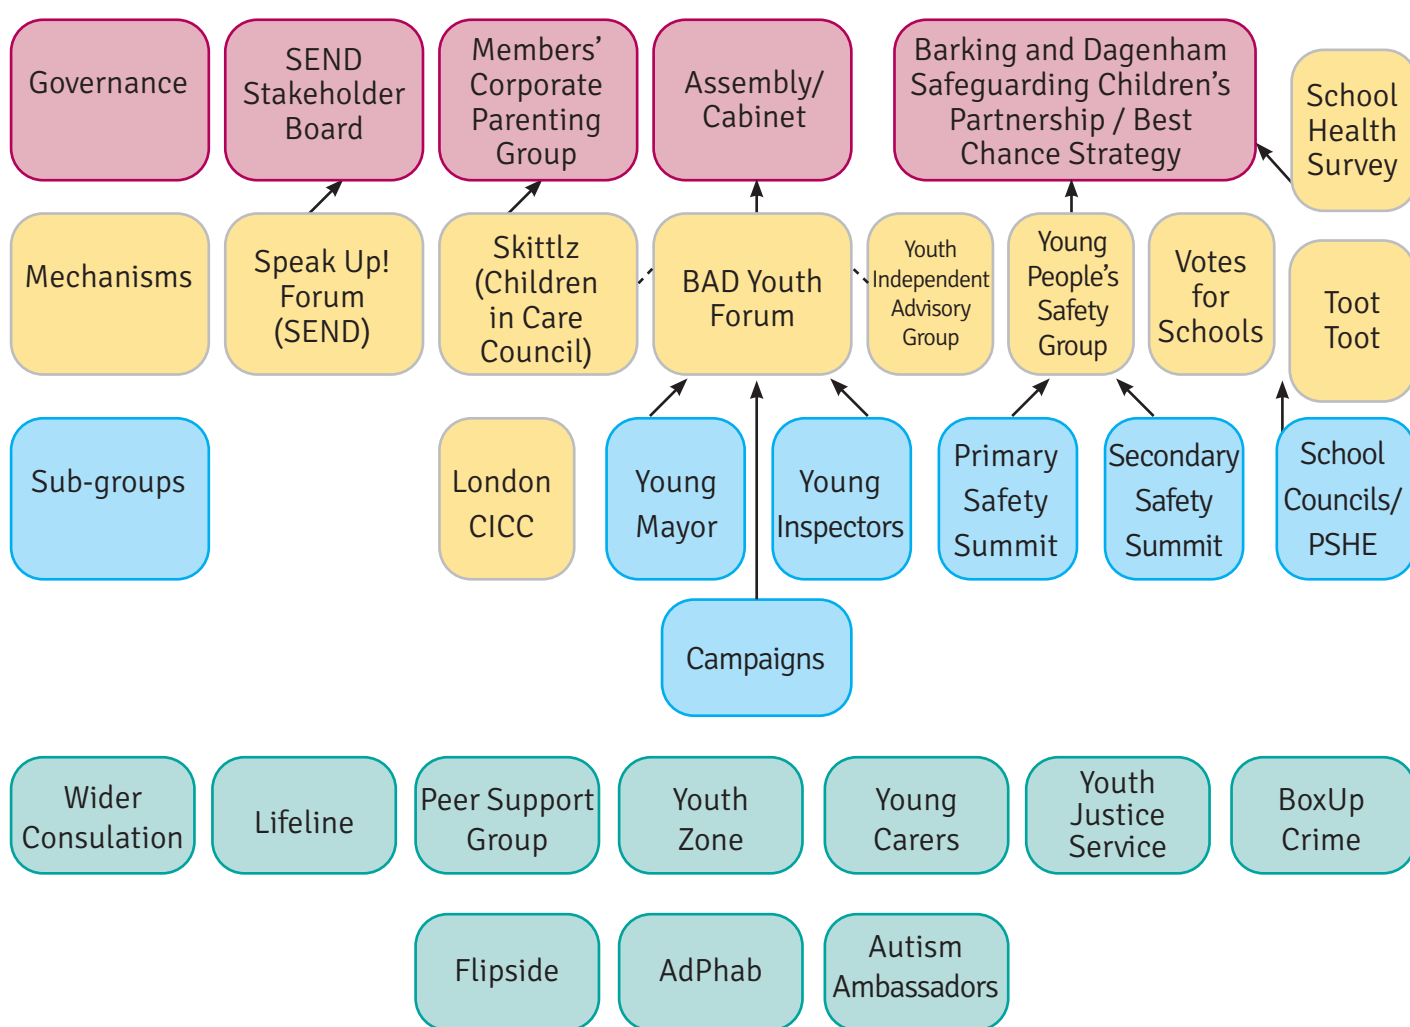 Governance
SEND
Stakeholder
Board
Members’
Corporate
Parenting
Group
Assembly/
Cabinet
Barking and Dagenham
Safeguarding Children’s
Partnership / Best
Chance Strategy
School
Health
Survey
Mechanisms
Speak Up!
Forum
(SEND)
Skittlz
(Children
in Care
Council)
BAD Youth
Forum
Youth
Independent
Advisory
Group
Young
People’s
Safety
Group
Votes
for
Schools
Toot
Toot
Sub-groups
London
CICC
Young
Mayor
Young
Inspectors
Primary
Safety
Summit
Secondary
Safety
Summit
School
Councils/
PSHE
Campaigns
Wider
Consulation
Lifeline
Peer Support
Group
Youth
Zone
Young
Carers
Youth
Justice
Service
BoxUp
Crime
Flipside
AdPhab
Autism
Ambassadors